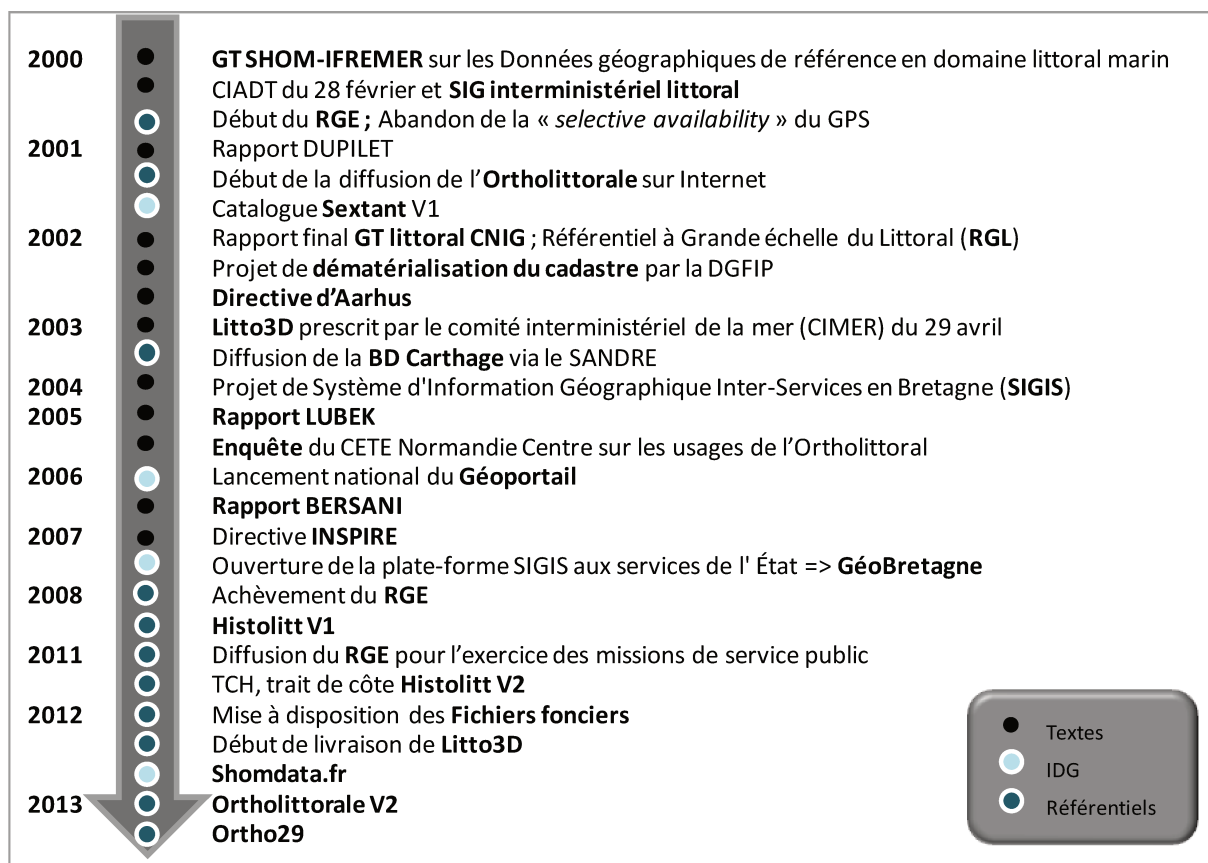 2000 GT SHOM-IFREMER sur les Données géographiques de référence en domaine littoral marin
CIADT du 28 février et SIG interministériel littoral
Début du RGE ; Abandon de la « selective availability » du GPS
2001 Rapport DUPILET
Début de la diffusion de l'Ortholittorale sur Internet
Catalogue Sextant V1
2002 Rapport final GT littoral CNIG ; Référentiel à Grande échelle du Littoral (RGL)
Projet de dématérialisation du cadastre par la DGFIP
Directive d'Aarhus
2003 Litto3D prescrit par le comité interministériel de la mer (CIMER) du 29 avril
Diffusion de la BD Carthage via le SANDRE
2004 Projet de Système d'Information Géographique Inter-Services en Bretagne (SIGIS)
2005 Rapport LUBEK
Enquête du CETE Normandie Centre sur les usages de l'Ortholittoral
2006 Lancement national du Géoportail
Rapport BERSANI
2007 Directive INSPIRE
Ouverture de la plate-forme SIGIS aux services de l' État => GéoBretagne
2008 Achèvement du RGE
Histolitt V1
2011 Diffusion du RGE pour l'exercice des missions de service public
TCH, trait de côte Histolitt V2
2012 Mise à disposition des Fichiers fonciers
Début de livraison de Litto3D
Shomdata.fr
2013 Ortholittorale V2
Ortho29
Textes
IDG
Référentiels